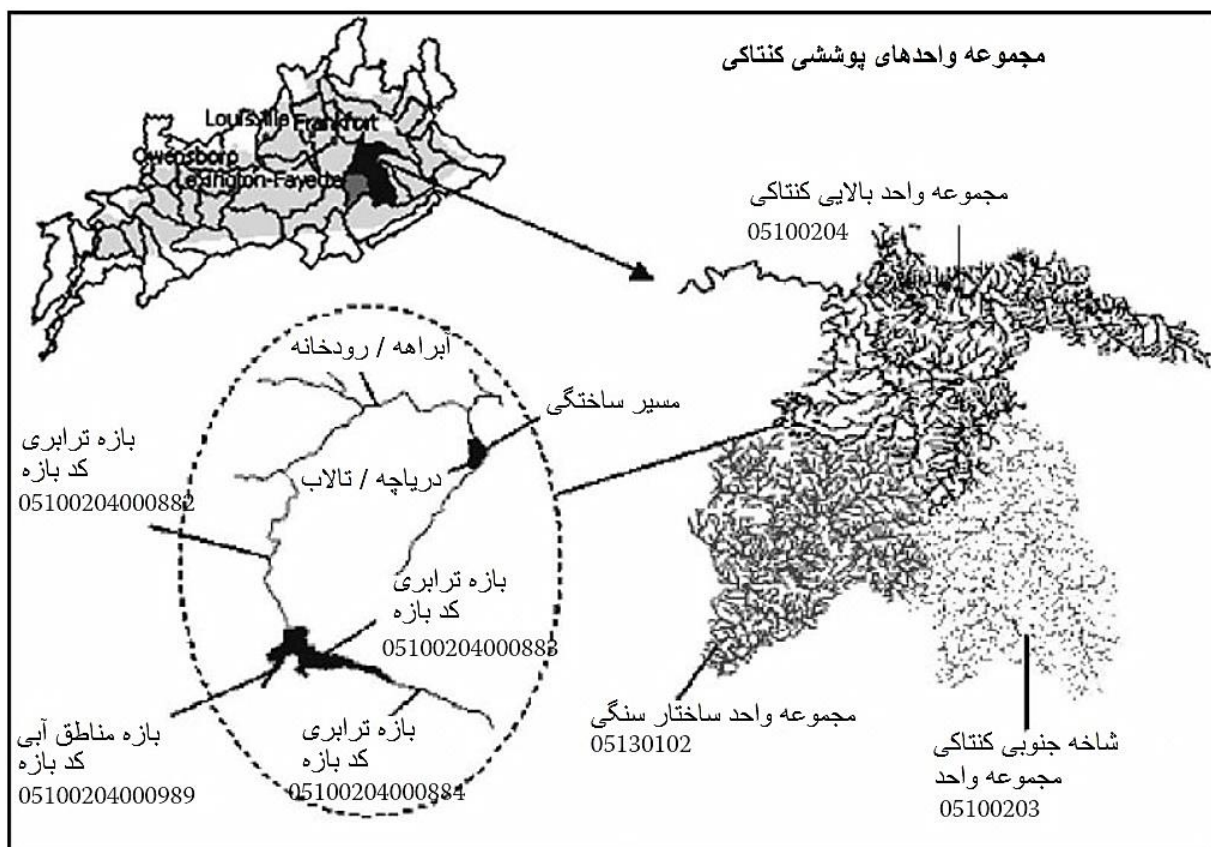 مجموعه واحدهای پوششی کنتاکی
Louisville Frankfort
Owensboro
Lexington-Fayette
مجموعه واحد بالایی کنتاکی
05100204
آبراهه / رودخانه
مسیر ساختگی
بازه ترابری
کد بازه
05100204000882
دریاچه / تالاب
بازه ترابری
کد بازه
05100204000883
بازه مناطق آبی
کد بازه
05100204000989
بازه ترابری
کد بازه
05100204000884
مجموعه واحد ساختار سنگی
05130102
شاخه جنوبی کنتاکی
مجموعه واحد
05100203